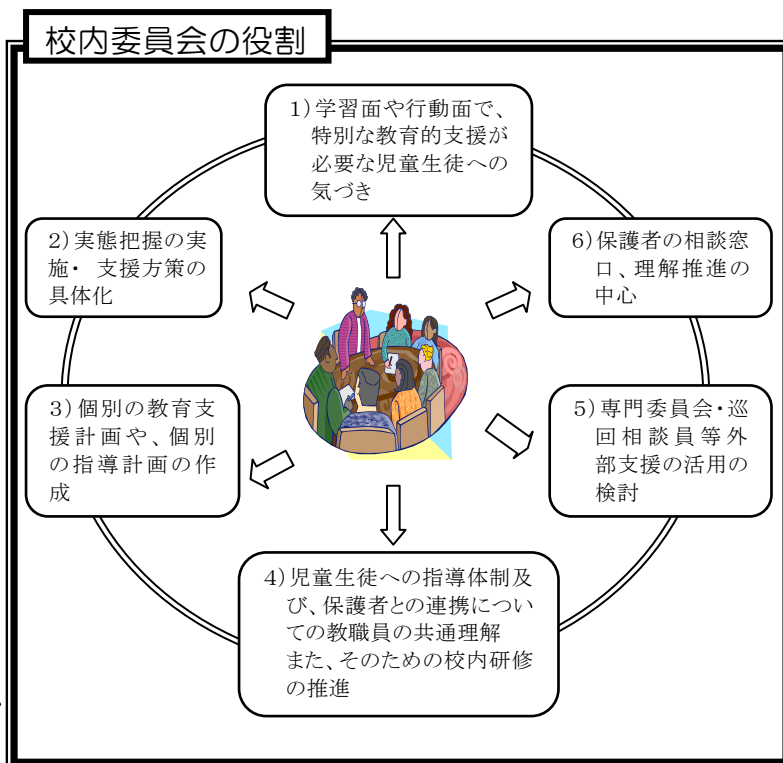 校内委員会の役割
1)学習面や行動面で、
特別な教育的支援が
必要な児童生徒への
気づき
2)実態把握の実
施・ 支援方策の
具体化
3)個別の教育支
援計画や、個別
の指導計画の作
成
4)児童生徒への指導体制及
び、保護者との連携につい
ての教職員の共通理解
また、そのための校内研修
の推進
5)専門委員会・巡
回相談員等外
部支援の活用の
検討
6)保護者の相談窓
口、理解推進の
中心